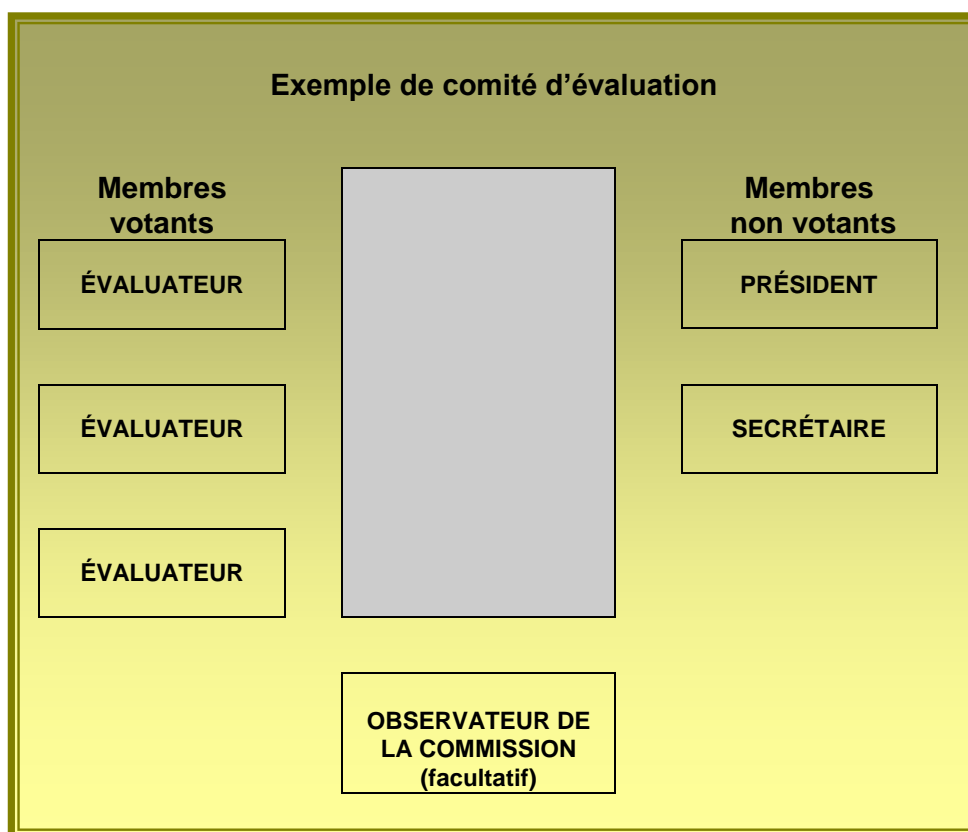 Exemple de comité d’évaluation
Membres
votants
Membres
non votants
ÉVALUATEUR
PRÉSIDENT
ÉVALUATEUR
SECRÉTAIRE
ÉVALUATEUR
OBSERVATEUR DE
LA COMMISSION
(facultatif)